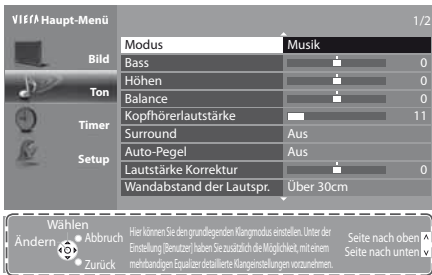 VIErA Haupt-Menü
1/2
Bild
Ton
Timer
Setup
Modus Musik
Bass 0
Höhen 0
Balance 0
Kopfhörerlautstärke 11
Surround Aus
Auto-Pegel Aus
Lautstärke Korrektur 0
Wandabstand der Lautspr. Über 30cm
Wählen
Ändern
Abbruch
Zurück
Hier können Sie den grundlegenden Klangmodus einstellen. Unter der
Einstellung [Benutzer] haben Sie zusätzlich die Möglichkeit, mit einem
mehrbandigen Equalizer detaillierte Klangeinstellungen vorzunehmen.
Seite nach oben
Seite nach unten